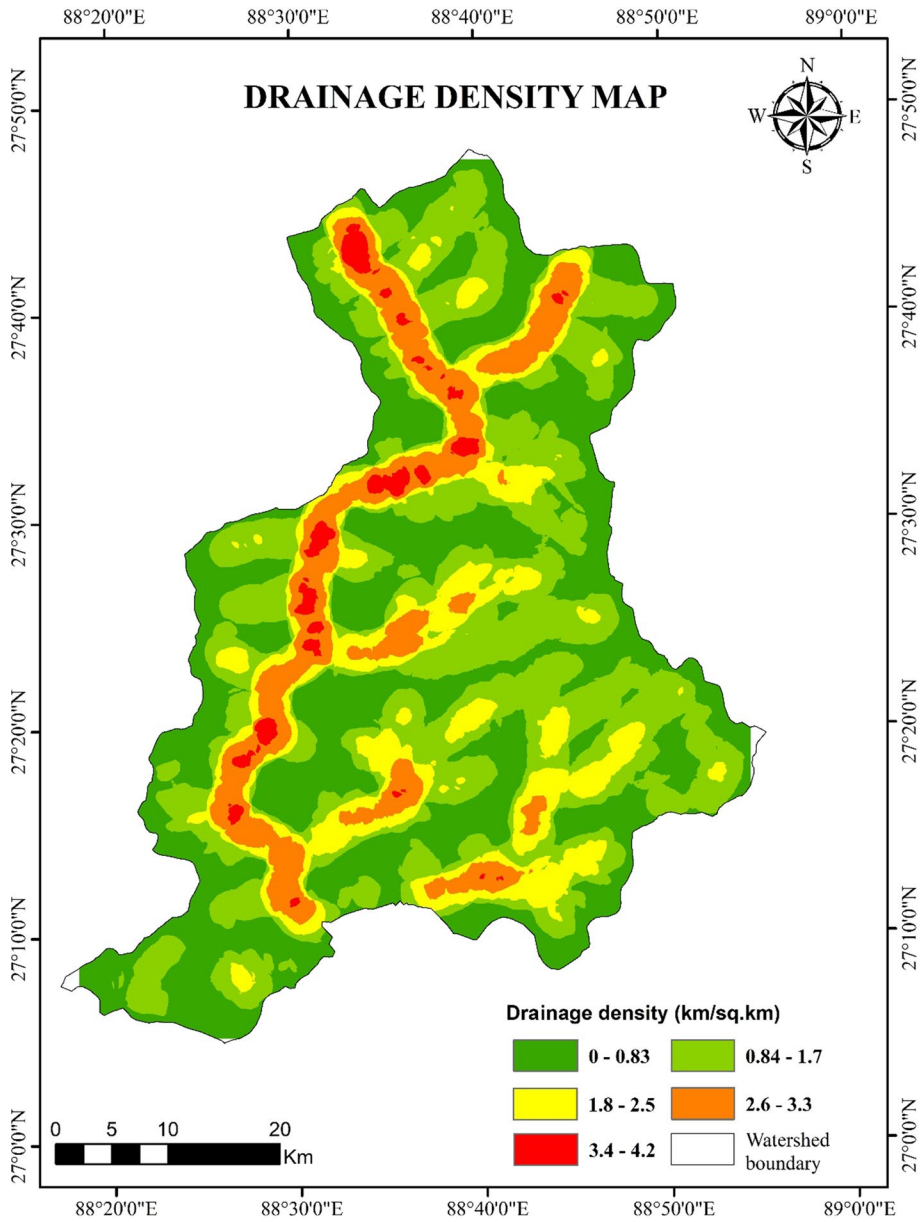 88°20'0"E 88°30'0"E 88°40'0"E 88°50'0"E 89°0'0"E
DRAINAGE DENSITY MAP
N
W E
S
27°50'0"N 27°50'0"N
27°40'0"N 27°40'0"N
27°30'0"N 27°30'0"N
27°20'0"N 27°20'0"N
27°10'0"N 27°10'0"N
27°0'0"N 27°0'0"N
Drainage density (km/sq.km)
0 - 0.83 0.84 - 1.7
1.8 - 2.5 2.6 - 3.3
3.4 - 4.2 Watershed
boundary
0 5 10 20
Km
88°20'0"E 88°30'0"E 88°40'0"E 88°50'0"E 89°0'0"E